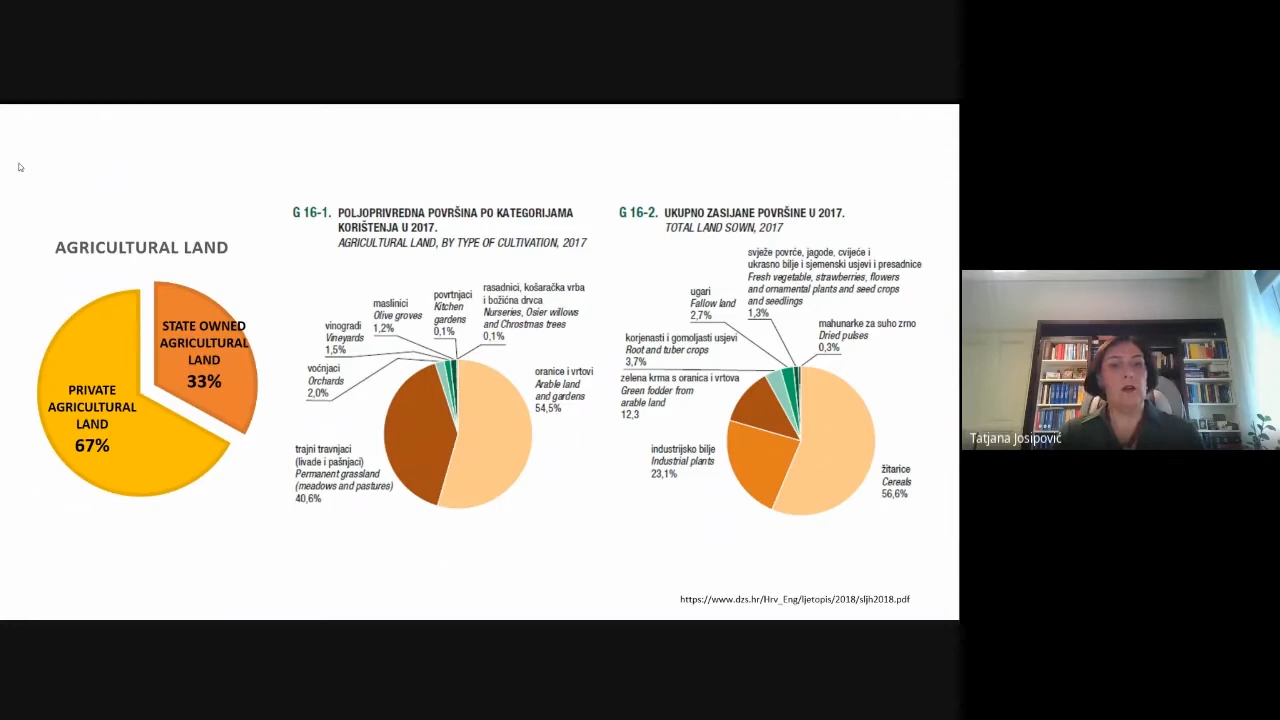 AGRICULTURAL LAND
STATE OWNED
AGRICULTURAL
LAND
33%
PRIVATE
AGRICULTURAL
LAND
67%
G 16-1. POLJOPRIVREDNA POVRŠINA PO KATEGORIJAMA
KORIŠTENJA U 2017.
AGRICULTURAL LAND, BY TYPE OF CULTIVATION, 2017
rasadnici, košaračka vrba
i božićna drvca
Nurseries, Osier willows
and Chrostmas trees
0,1%
povrtnjaci
Kitchen
gardens
0,1%
maslinici
Olive groves
1,2%
vinogradi
Vineyards
1,5%
voćnjaci
Orchards
2,0%
oranice i vrtovi
Arable land
and gardens
54,5%
trajni travnjaci
(livade i pašnjaci)
Permanent grassland
(meadows and pastures)
40,6%
G 16-2. UKUPNO ZASIJANE POVRŠINE U 2017.
TOTAL LAND SOWN, 2017
svježe povrće, jagode, cvijeće i
ukrasno bilje i sjemenski usjevi i presadnice
Fresh vegetable, strawberries, flowers
and ornamental plants and seed crops
and seedlings
1,3%
ugari
Fallow land
2,7%
mahunarke za suho zrno
Dried pulses
0,3%
korjenasti i gomoljasti usjevi
Root and tuber crops
3,7%
zelena krma s oranica i vrtova
Green fodder from
arable land
12,3
industrijsko bilje
Industrial plants
23,1%
žitarice
Cereals
56,6%
https://www.dzs.hr/Hrv_Eng/ljetopis/2018/sljh2018.pdf
Tatjana Josipović